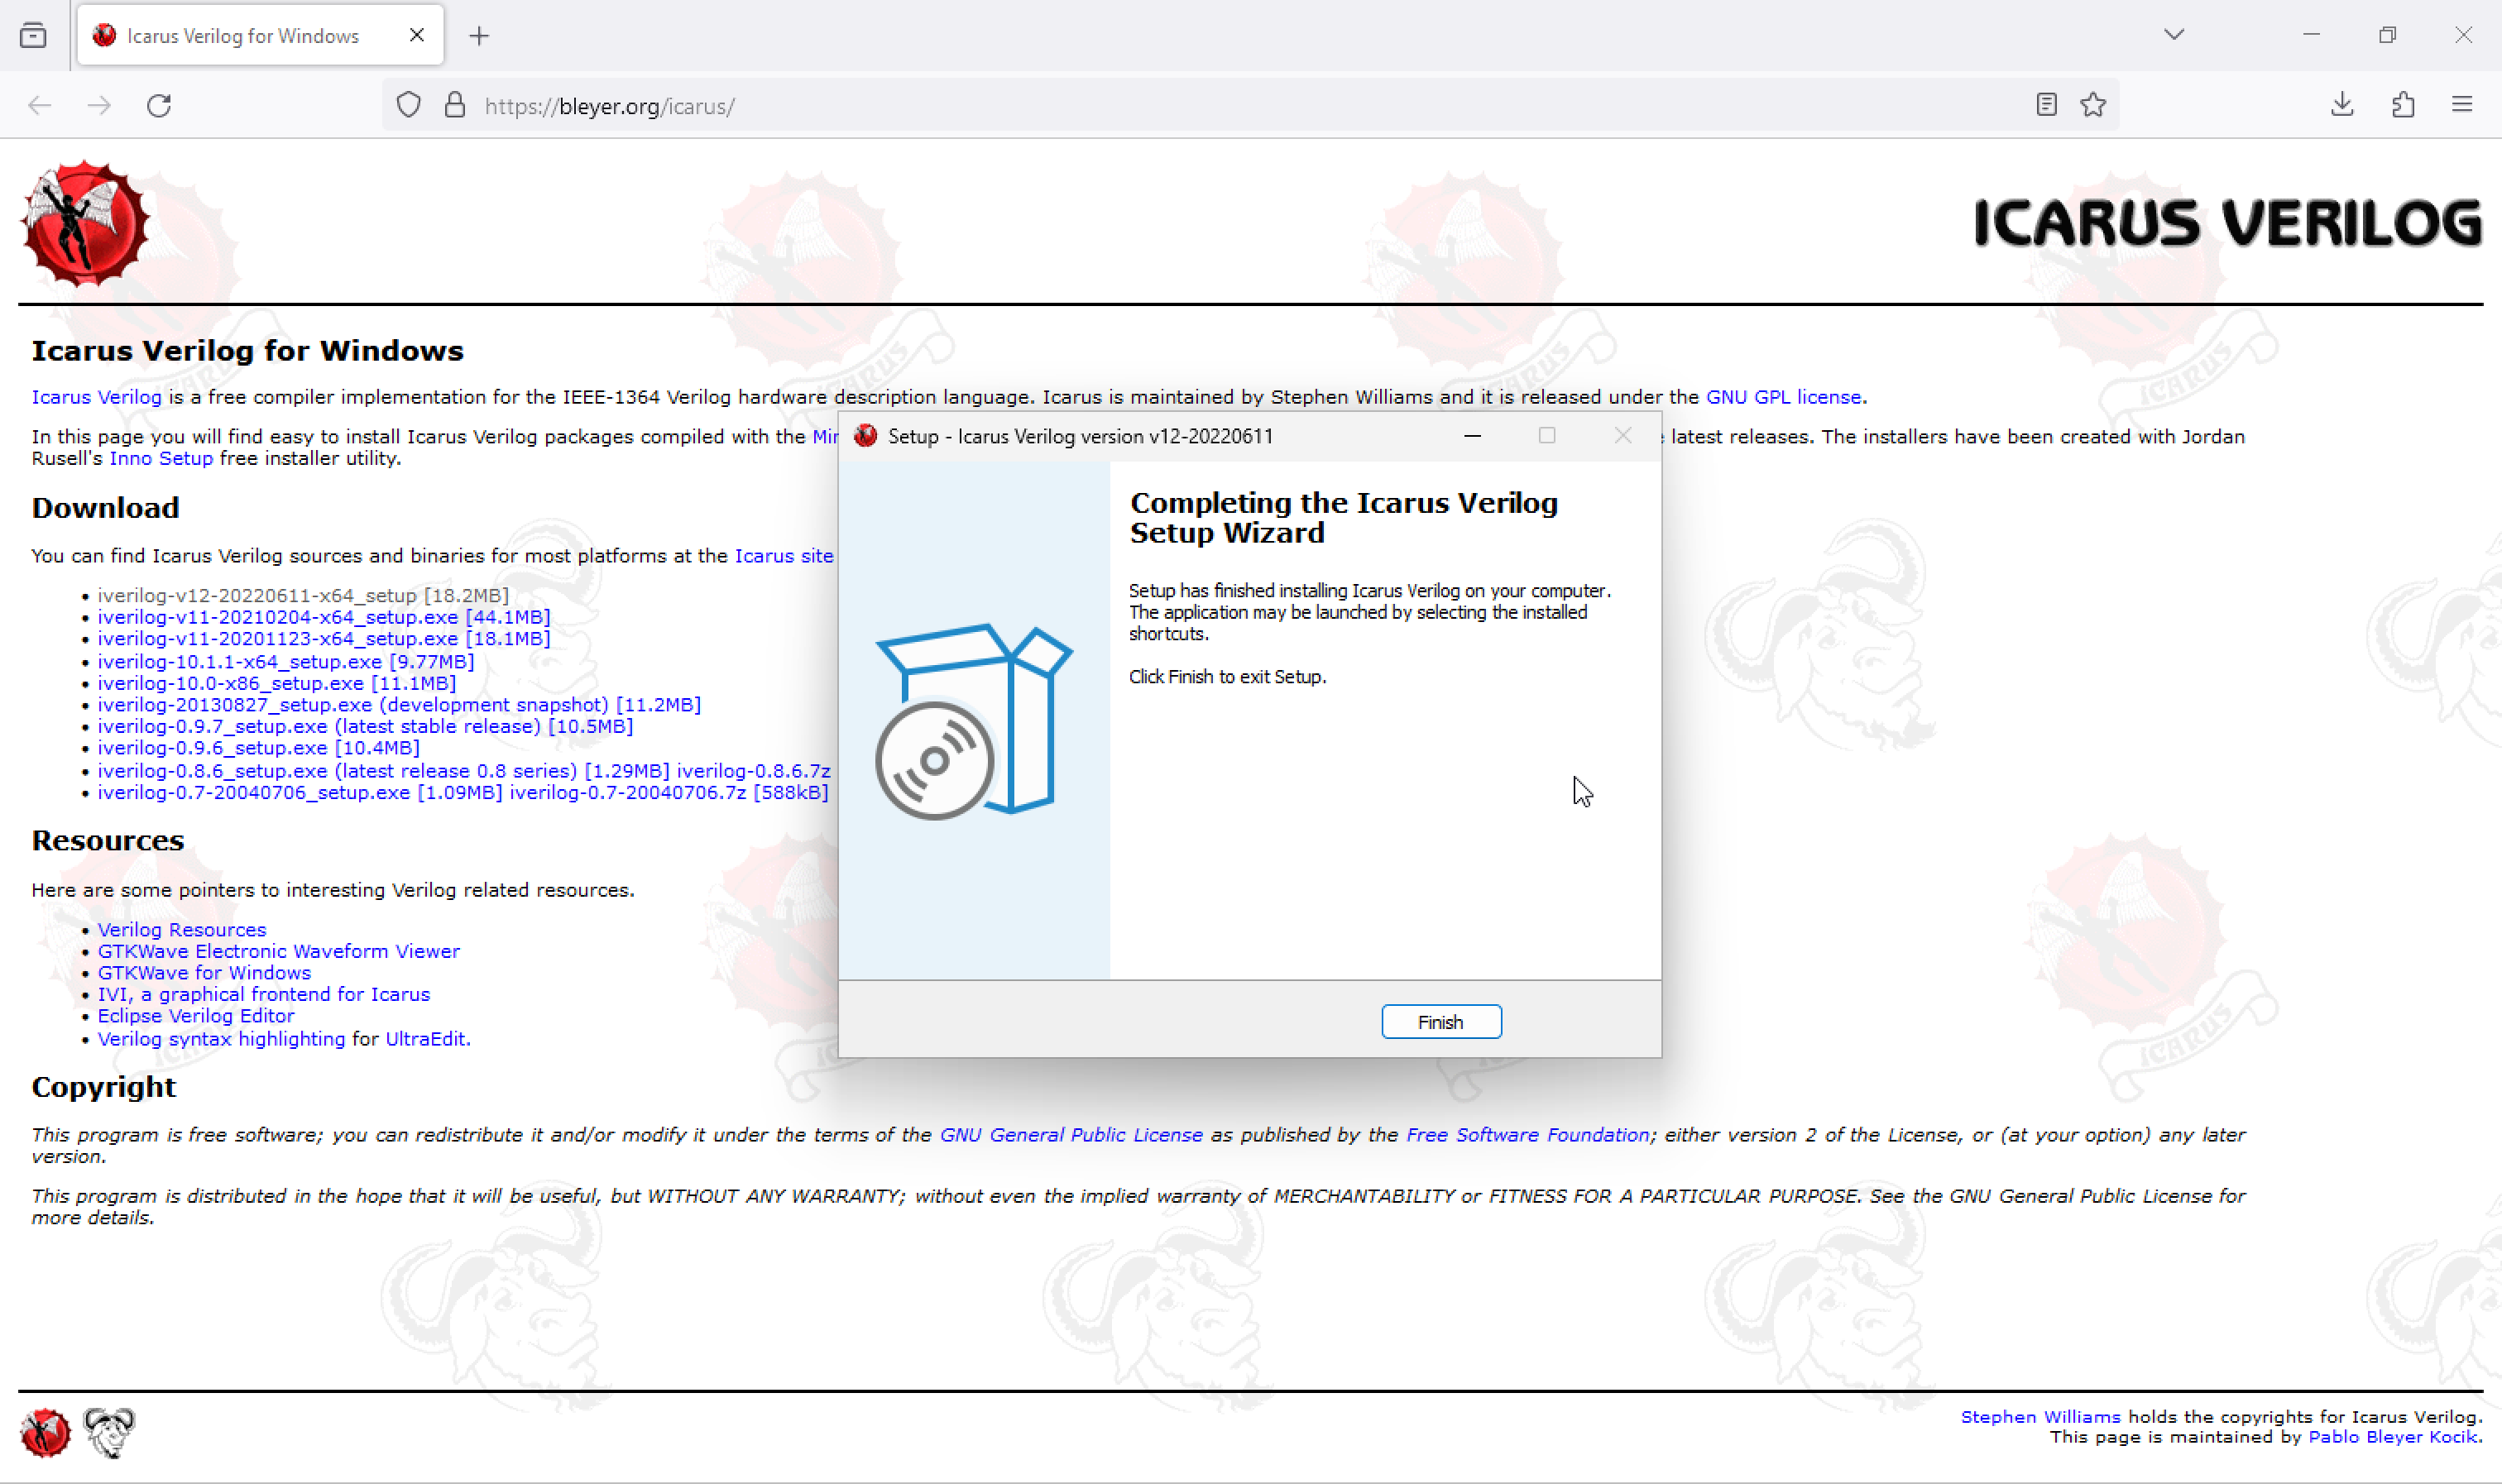 Icarus Verilog for Windows
https://bleyer.org/icarus/
ICARUS VERILOG
Icarus Verilog for Windows
Icarus Verilog is a free compiler implementation for the IEEE-1364 Verilog hardware description language. Icarus is maintained by Stephen Williams and it is released under the GNU GPL license.
In this page you will find easy to install Icarus Verilog packages compiled with the latest releases. The installers have been created with Jordan
Rusell's Inno Setup free installer utility.
Download
You can find Icarus Verilog sources and binaries for most platforms at the Icarus site
iverilog-v12-20220611-x64_setup [18.2MB]
iverilog-v11-20210204-x64_setup.exe [44.1MB]
iverilog-v11-20201123-x64_setup.exe [18.1MB]
iverilog-10.1.1-x64_setup.exe [9.77MB]
iverilog-10.0-x86_setup.exe [11.1MB]
iverilog-20130827_setup.exe (development snapshot) [11.2MB]
iverilog-0.9.7_setup.exe (latest stable release) [10.5MB]
iverilog-0.9.6_setup.exe [10.4MB]
iverilog-0.8.6_setup.exe (latest release 0.8 series) [1.29MB] iverilog-0.8.6.7z
iverilog-0.7-20040706_setup.exe [1.09MB] iverilog-0.7-20040706.7z [588kB]
Resources
Here are some pointers to interesting Verilog related resources.
Verilog Resources
GTKWave Electronic Waveform Viewer
GTKWave for Windows
IVI, a graphical frontend for Icarus
Eclipse Verilog Editor
Verilog syntax highlighting for UltraEdit.
Copyright
This program is free software; you can redistribute it and/or modify it under the terms of the GNU General Public License as published by the Free Software Foundation; either version 2 of the License, or (at your option) any later
version.
This program is distributed in the hope that it will be useful, but WITHOUT ANY WARRANTY; without even the implied warranty of MERCHANTABILITY or FITNESS FOR A PARTICULAR PURPOSE. See the GNU General Public License for
more details.
Stephen Williams holds the copyrights for Icarus Verilog.
This page is maintained by Pablo Bleyer Kocik.
Setup - Icarus Verilog version v12-20220611
Completing the Icarus Verilog
Setup Wizard
Setup has finished installing Icarus Verilog on your computer.
The application may be launched by selecting the installed
shortcuts.
Click Finish to exit Setup.
Finish
ICARUS
ICARUS
ICARUS
ICARUS
ICARUS
ICARUS